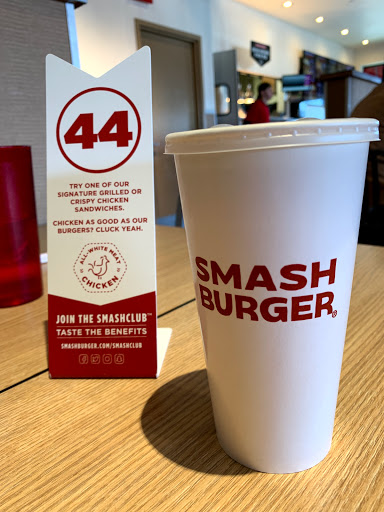 44
TRY ONE OF OUR
SIGNATURE GRILLED OR
CRISPY CHICKEN
SANDWICHES.
CHICKEN AS GOOD AS OUR
BURGERS? CLUCK YEAH.
ALL-WHITE MEAT
CHICKEN
JOIN THE SMASHCLUB™
TASTE THE BENEFITS
SMASHBURGER.COM/SMASHCLUB
SMASH
BURGER®